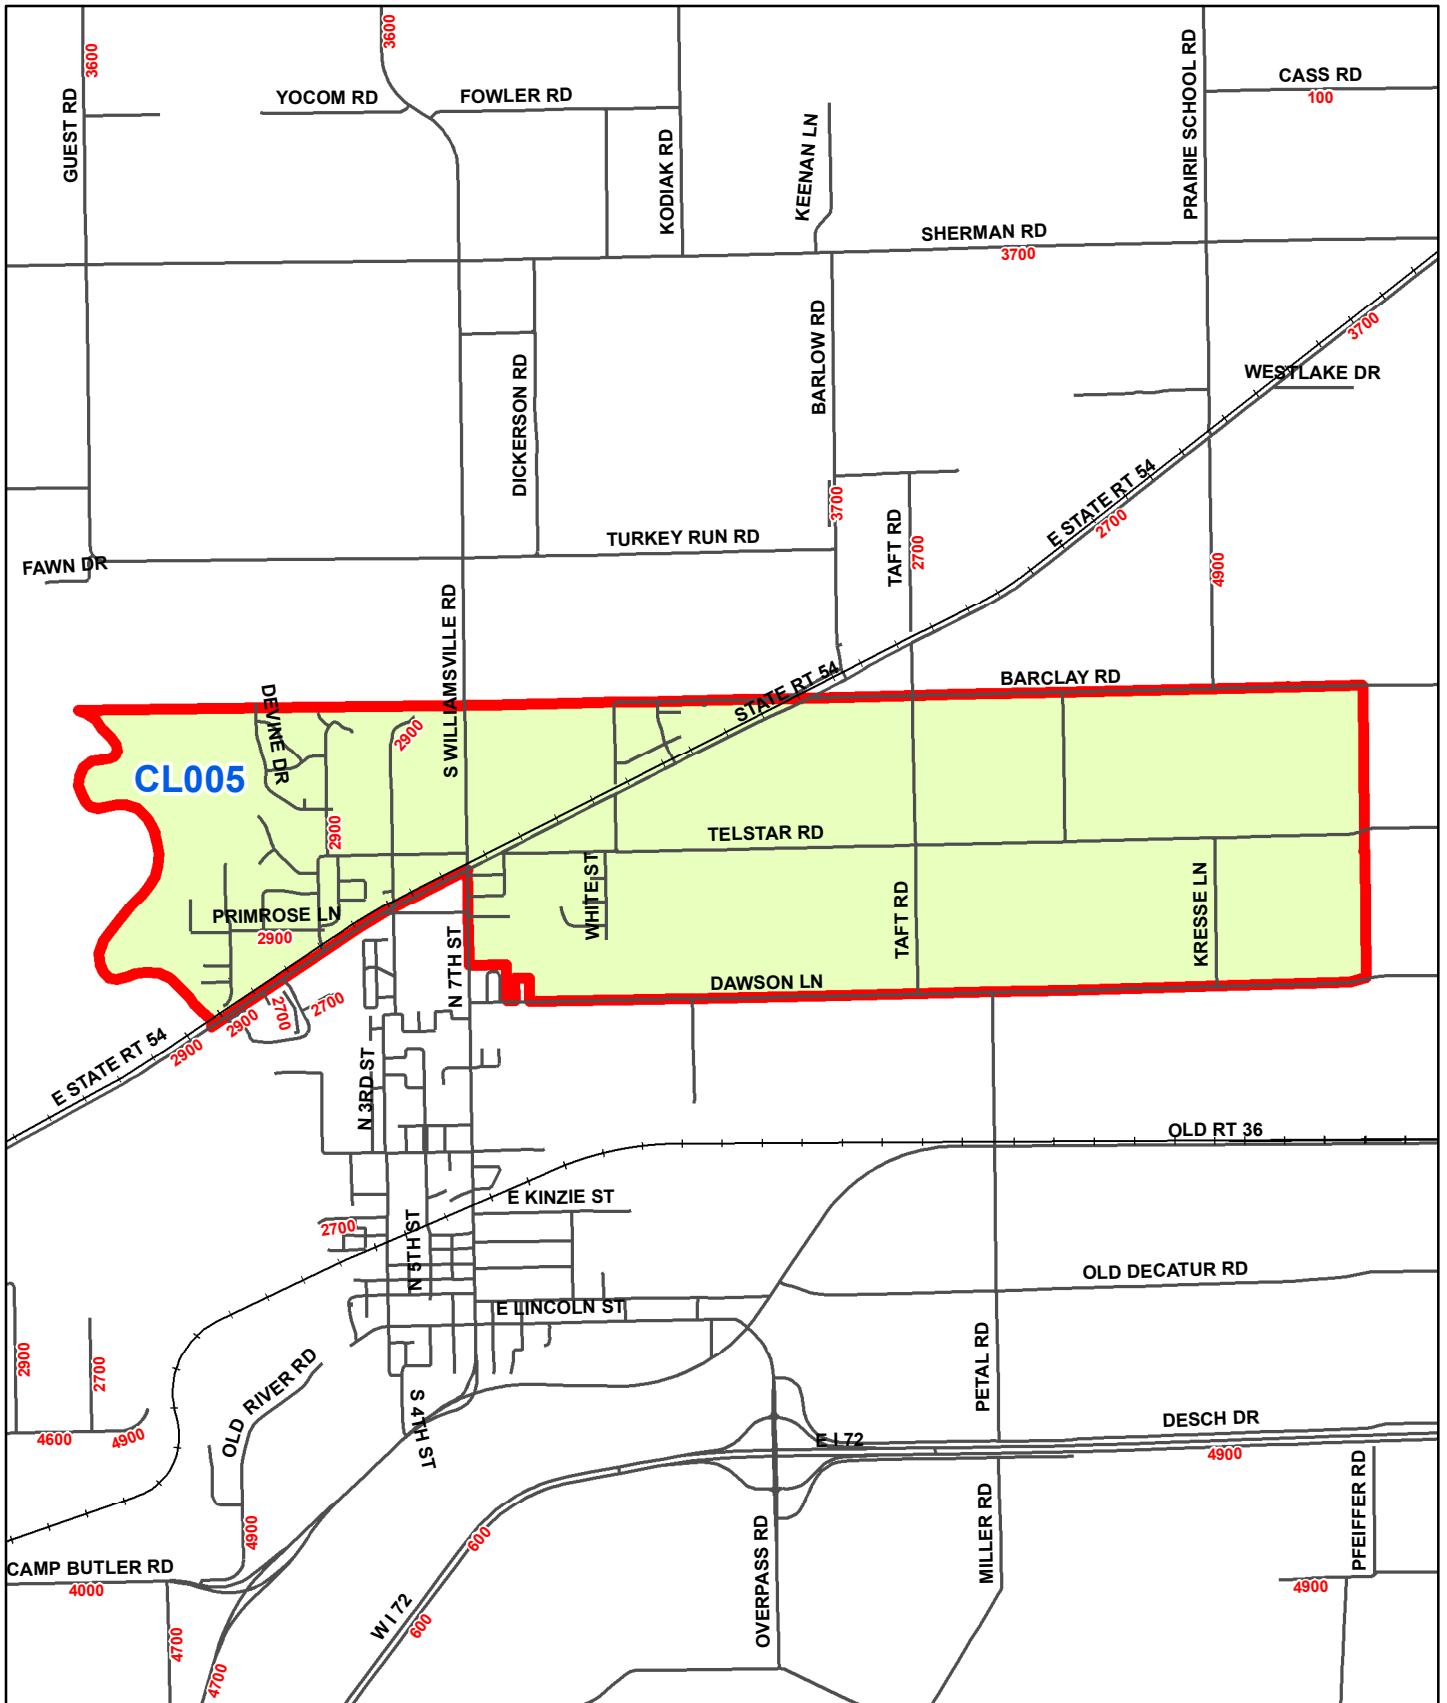 3600
3600
GUEST RD
YOCOM RD
FOWLER RD
KODIAK RD
KEENAN LN
PRAIRIE SCHOOL RD
CASS RD
100
SHERMAN RD
3700
DICKERSON RD
BARLOW RD
3700
WESTLAKE DR
E STATE RT 54
2700
3700
TAFT RD
2700
4900
TURKEY RUN RD
FAWN DR
S WILLIAMSVILLE RD
BARCLAY RD
STATE RT 54
DEVINE DR
2900
CL005
2900
TELSTAR RD
WHITE ST
TAFT RD
KRESSE LN
PRIMROSE LN
2900
N 7TH ST
DAWSON LN
2700
2700
2900
2900
E STATE RT 54
N 3RD ST
OLD RT 36
E KINZIE ST
2700
N 5TH ST
OLD DECATUR RD
E LINCOLN ST
2900
2700
PETAL RD
OLD RIVER RD
S 4TH ST
4600
4900
DESCH DR
E I 72
4900
PFEIFFER RD
MILLER RD
OVERPASS RD
4900
600
CAMP BUTLER RD
4000
4900
W I 72
600
4700
4700